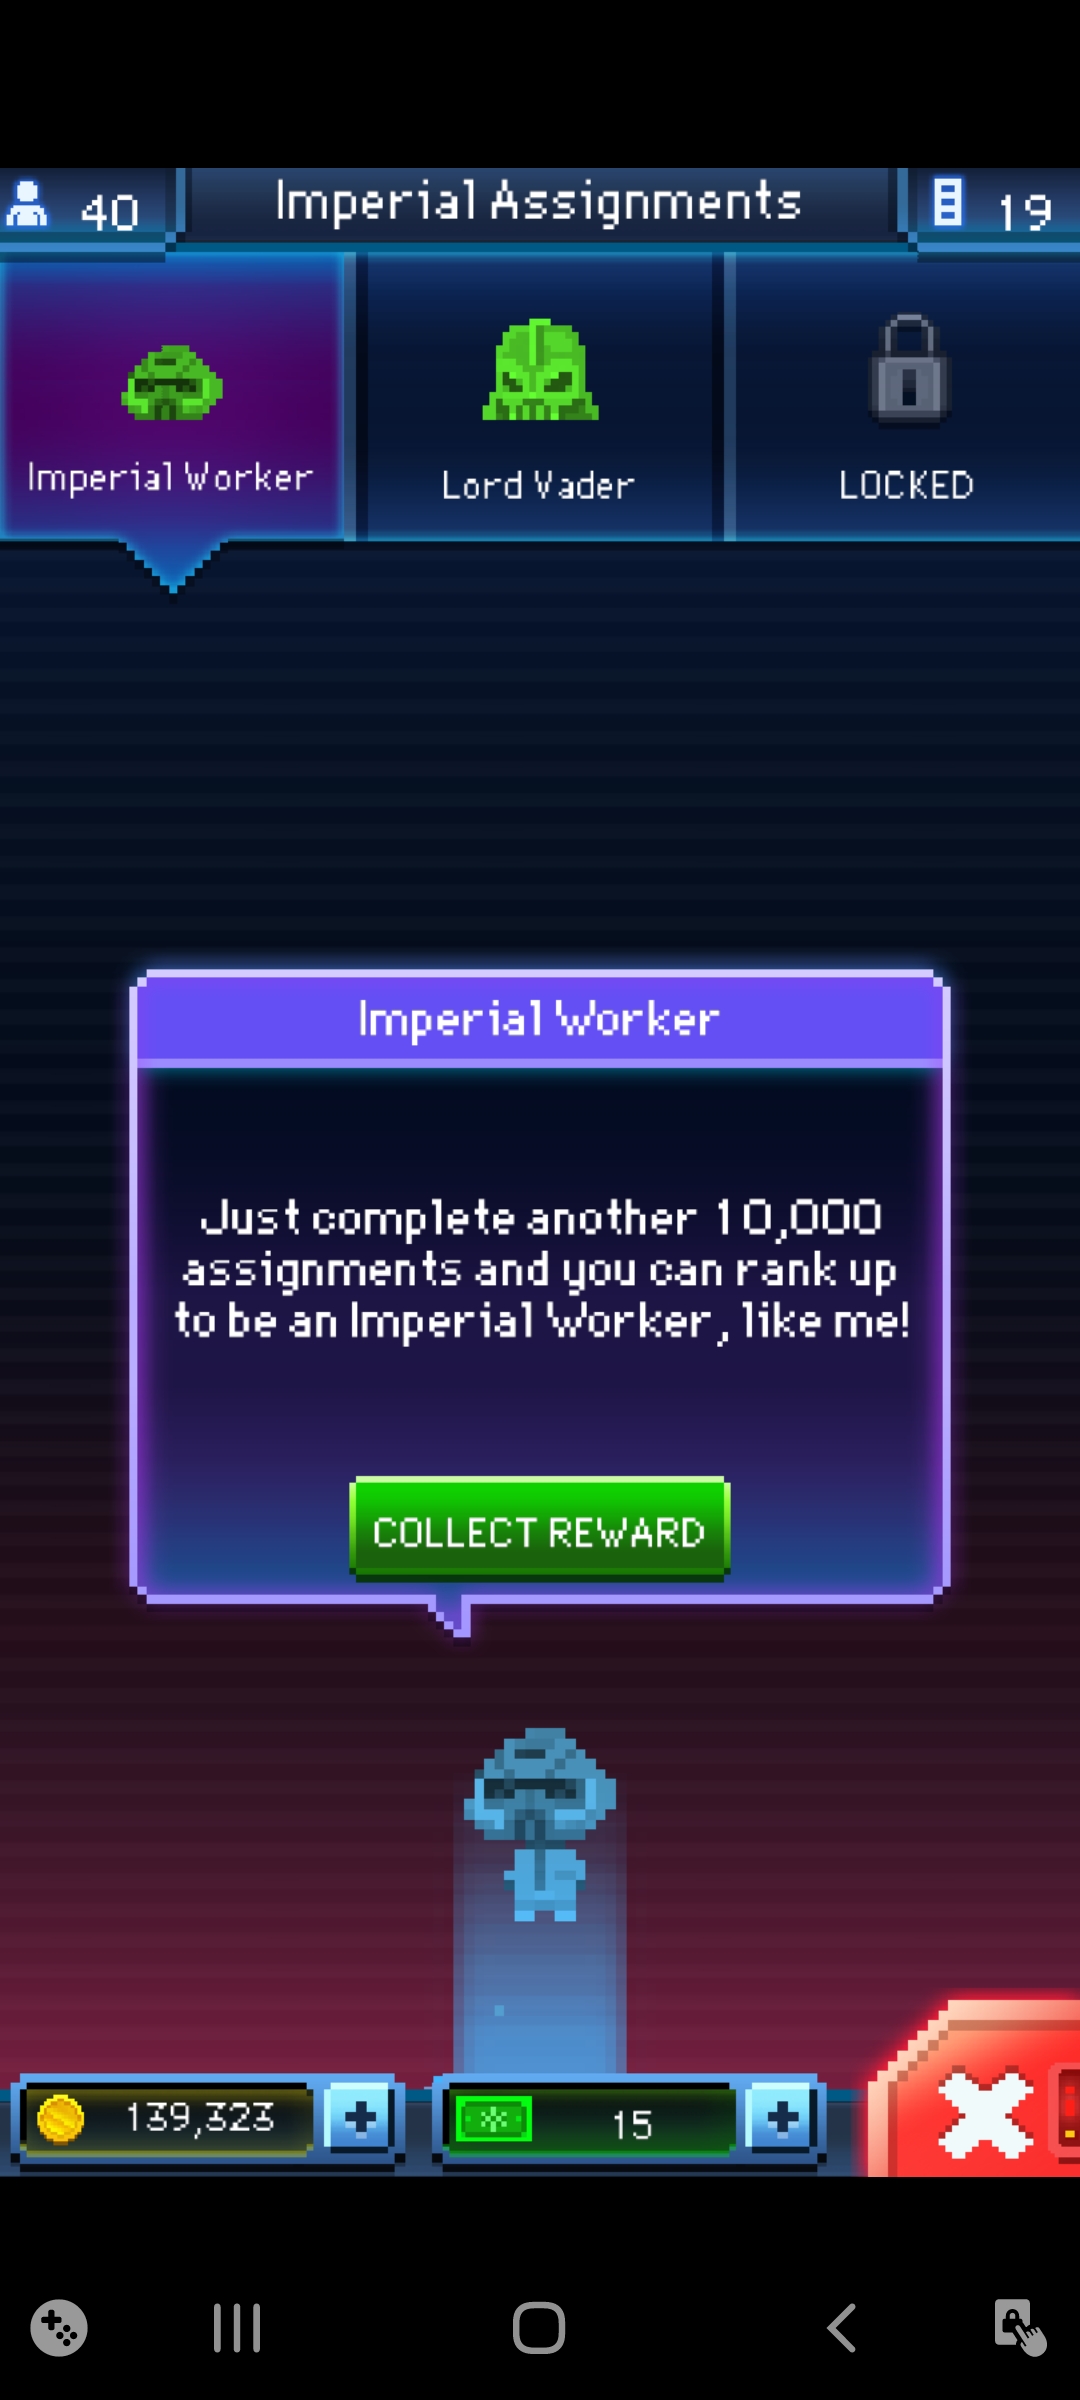 40
Imperial Assignments
19
Imperial Worker
Lord Vader
LOCKED
Imperial Worker
Just complete another 10,000
assignments and you can rank up
to be an Imperial Worker, like me!
COLLECT REWARD
139,323
15